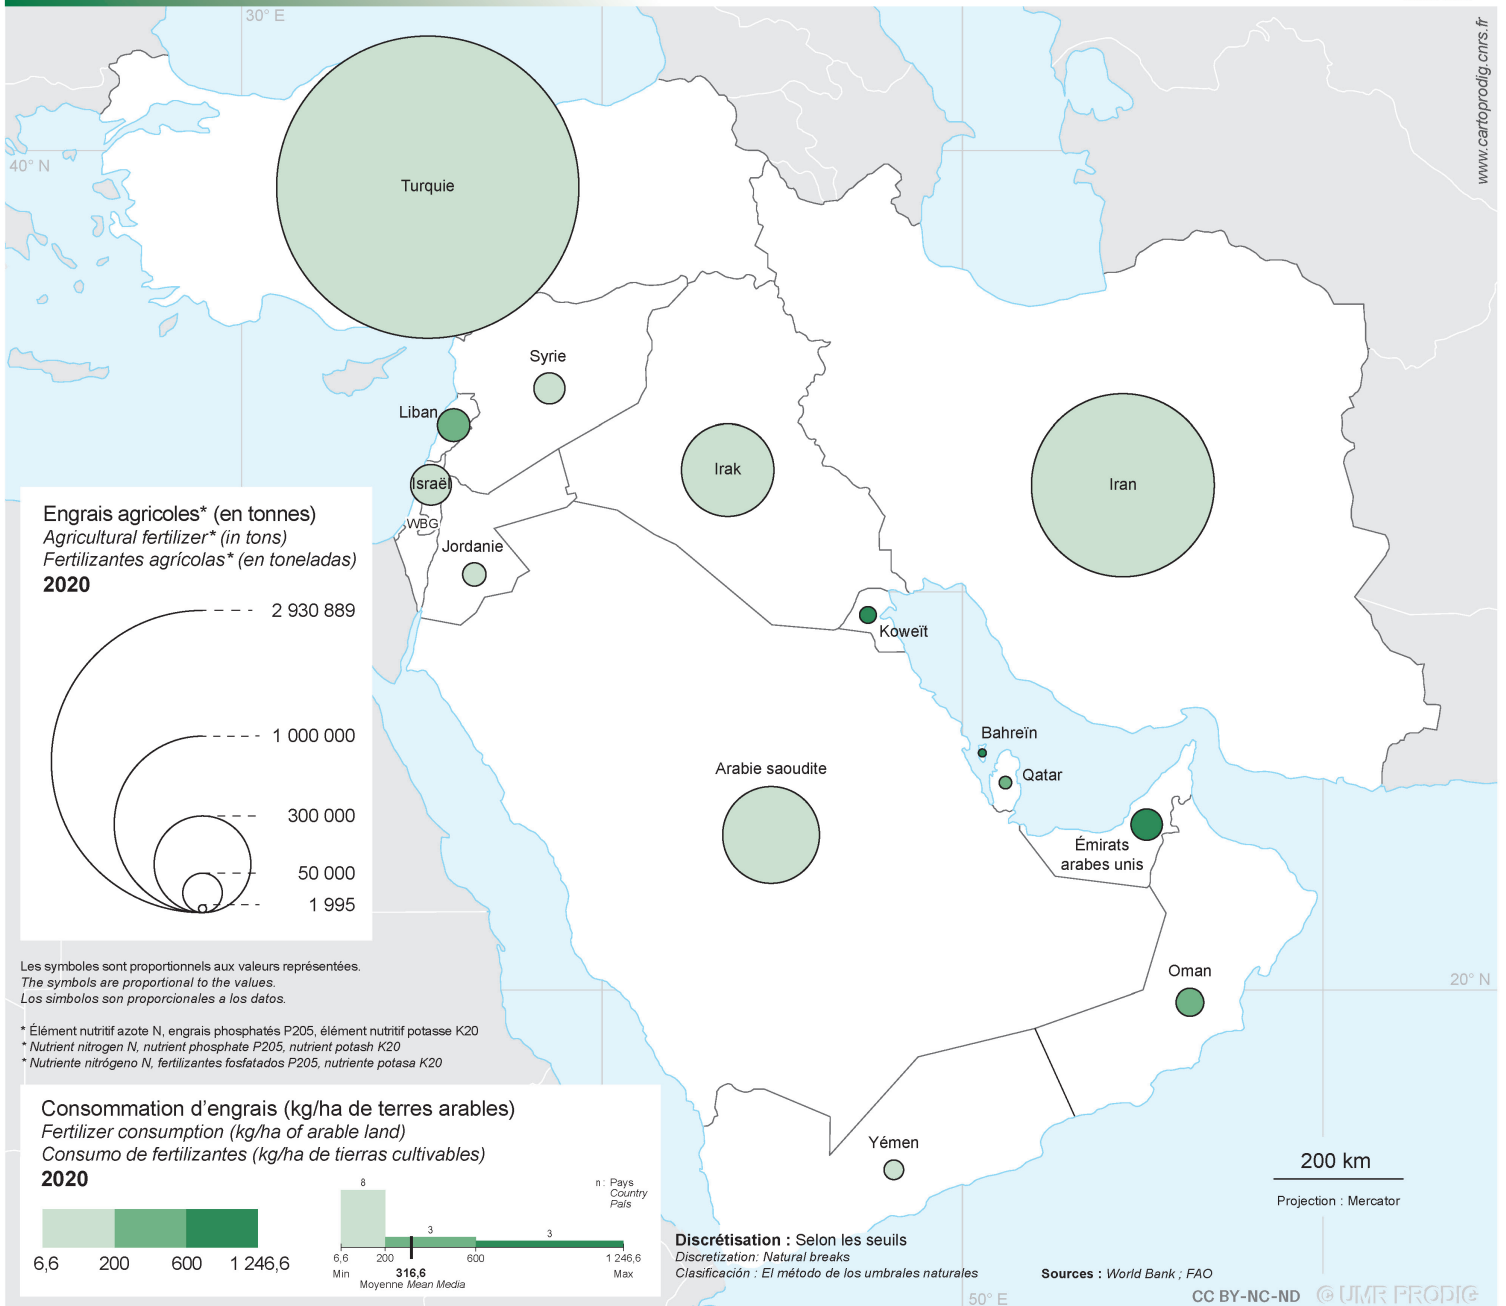 30° E
www.cartoprodig.cnrs.fr
40° N
Turquie
Syrie
Liban
Irak
Iran
Israël
WBG
Jordanie
Koweït
Bahreïn
Qatar
Arabie saoudite
Émirats
arabes unis
Oman
20° N
Yémen
Engrais agricoles* (en tonnes)
Agricultural fertilizer* (in tons)
Fertilizantes agrícolas* (en toneladas)
2020
2 930 889
1 000 000
300 000
50 000
1 995
Les symboles sont proportionnels aux valeurs représentées.
The symbols are proportional to the values.
Los simbolos son proporcionales a los datos.
* Élément nutritif azote N, engrais phosphatés P205, élément nutritif potasse K20
* Nutrient nitrogen N, nutrient phosphate P205, nutrient potash K20
* Nutriente nitrógeno N, fertilizantes fosfatados P205, nutriente potasa K20
Consommation d'engrais (kg/ha de terres arables)
Fertilizer consumption (kg/ha of arable land)
Consumo de fertilizantes (kg/ha de tierras cultivables)
2020
6,6 200 600 1 246,6
n : Pays
Country
País
8
3
3
6,6 200 600 1 246,6
Min 316,6 Max
Moyenne Mean Media
200 km
Projection : Mercator
Discrétisation : Selon les seuils
Discretization: Natural breaks
Clasificación : El método de los umbrales naturales
Sources : World Bank ; FAO
50° E
CC BY-NC-ND © UMR PRODIG